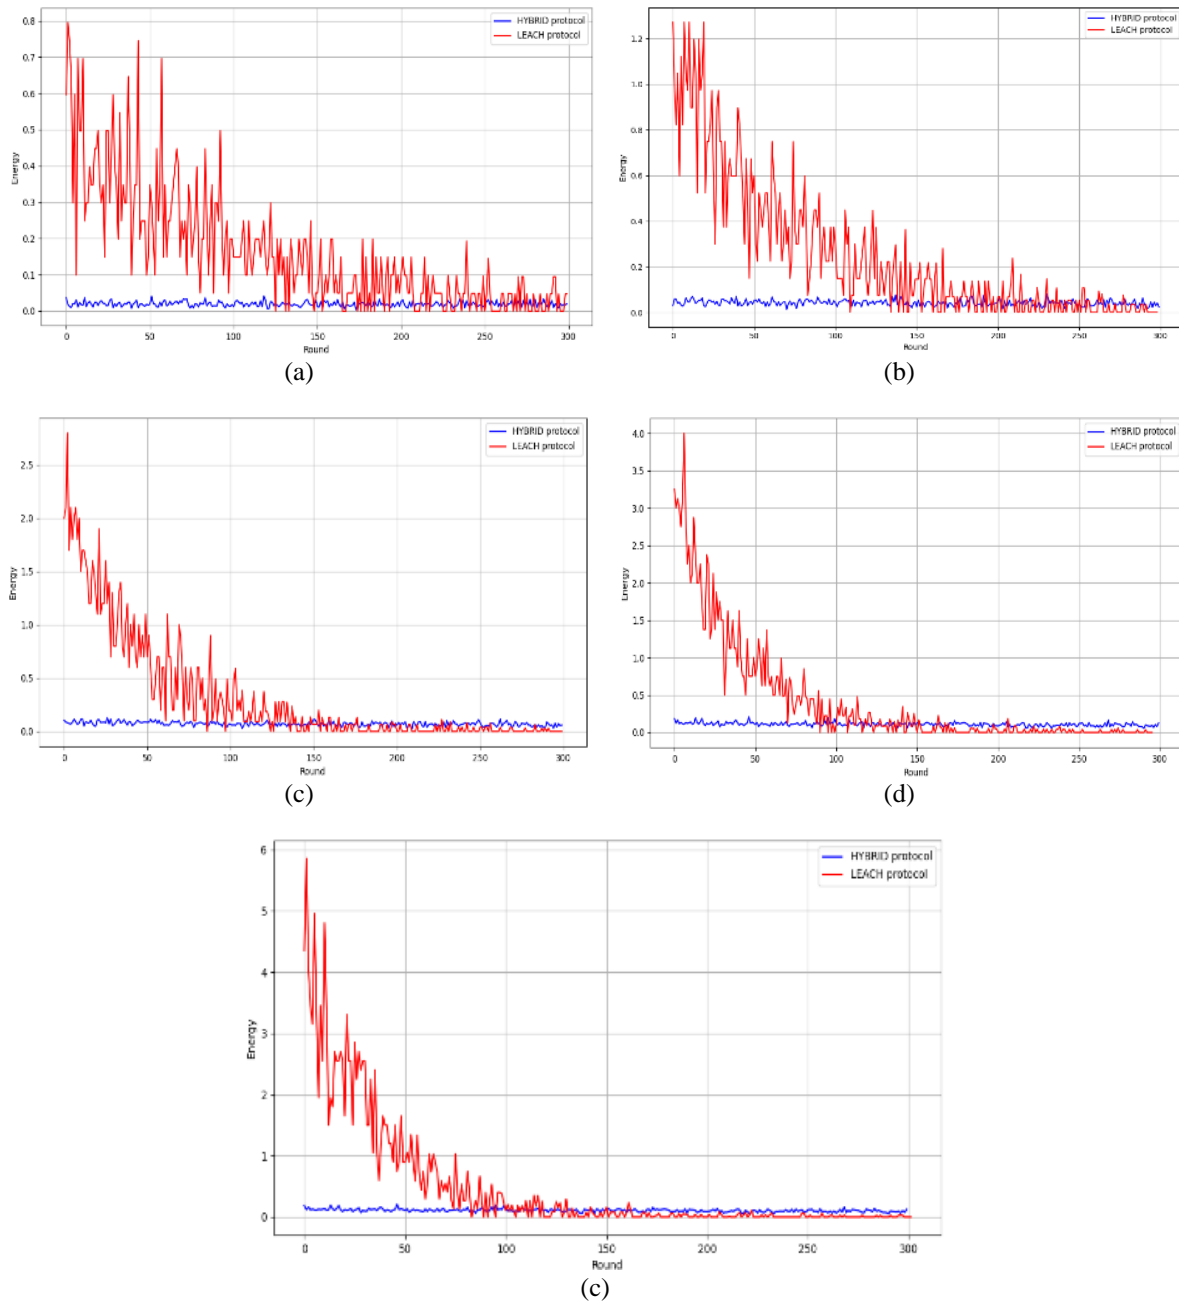 HYBRID protocol
LEACH protocol
0.8
0.7
0.6
0.5
0.4
0.3
0.2
0.1
0.0
Energy
0 50 100 150 200 250 300
Round
(a)
HYBRID protocol
LEACH protocol
1.2
1.0
0.8
0.6
0.4
0.2
0.0
Energy
0 50 100 150 200 250 300
Round
(b)
HYBRID protocol
LEACH protocol
2.5
2.0
1.5
1.0
0.5
0.0
Energy
0 50 100 150 200 250 300
Round
(c)
HYBRID protocol
LEACH protocol
4.0
3.5
3.0
2.5
2.0
1.5
1.0
0.5
0.0
Energy
0 50 100 150 200 250 300
Round
(d)
HYBRID protocol
LEACH protocol
6
5
4
3
2
1
0
Energy
0 50 100 150 200 250 300
Round
(c)